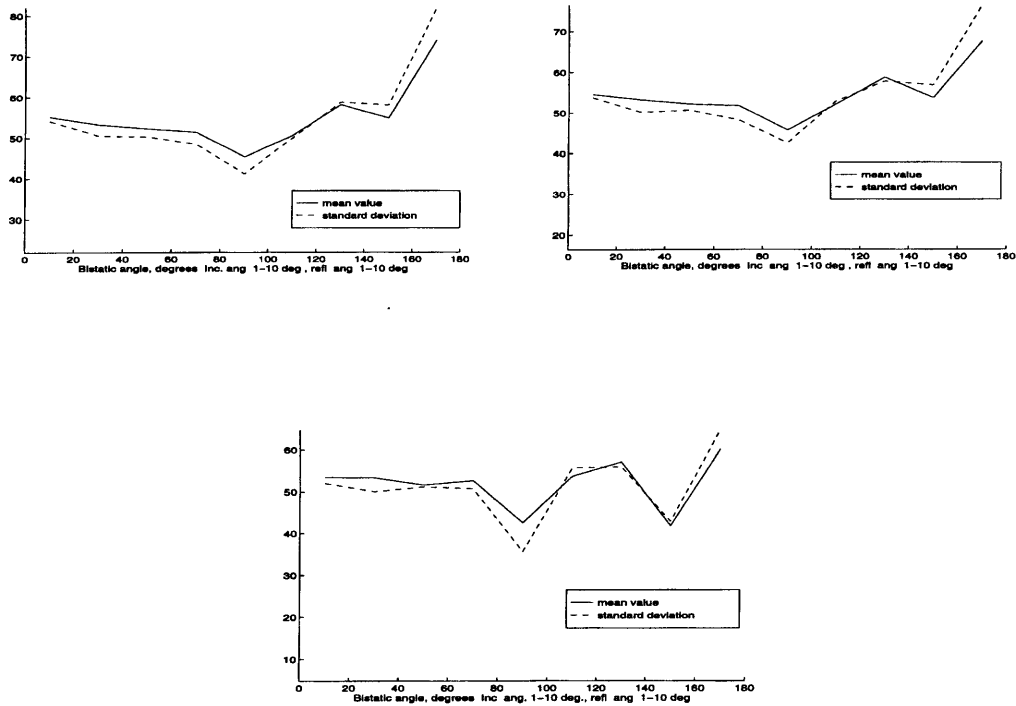 80
70
60
50
40
30
mean value
standard deviation
0 20 40 60 80 100 120 140 160 180
Bistatic angle, degrees Inc. ang 1-10 deg , refl ang 1-10 deg
70
60
50
40
30
20
mean value
standard deviation
0 20 40 60 80 100 120 140 160 180
Bistatic angle, degrees Inc ang 1-10 deg , refl ang 1-10 deg
60
50
40
30
20
10
mean value
standard deviation
0 20 40 60 80 100 120 140 160 180
Bistatic angle, degrees Inc ang. 1-10 deg., refl ang 1-10 deg